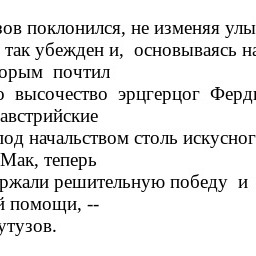 зов поклонился, не изменяя улы
так убежден и, основываясь на
орым почтил
о высочество эрцгерцог Ферди
австрийские
под начальством столь искусног
Мак, теперь
ржали решительную победу и
й помощи, --
утузов.